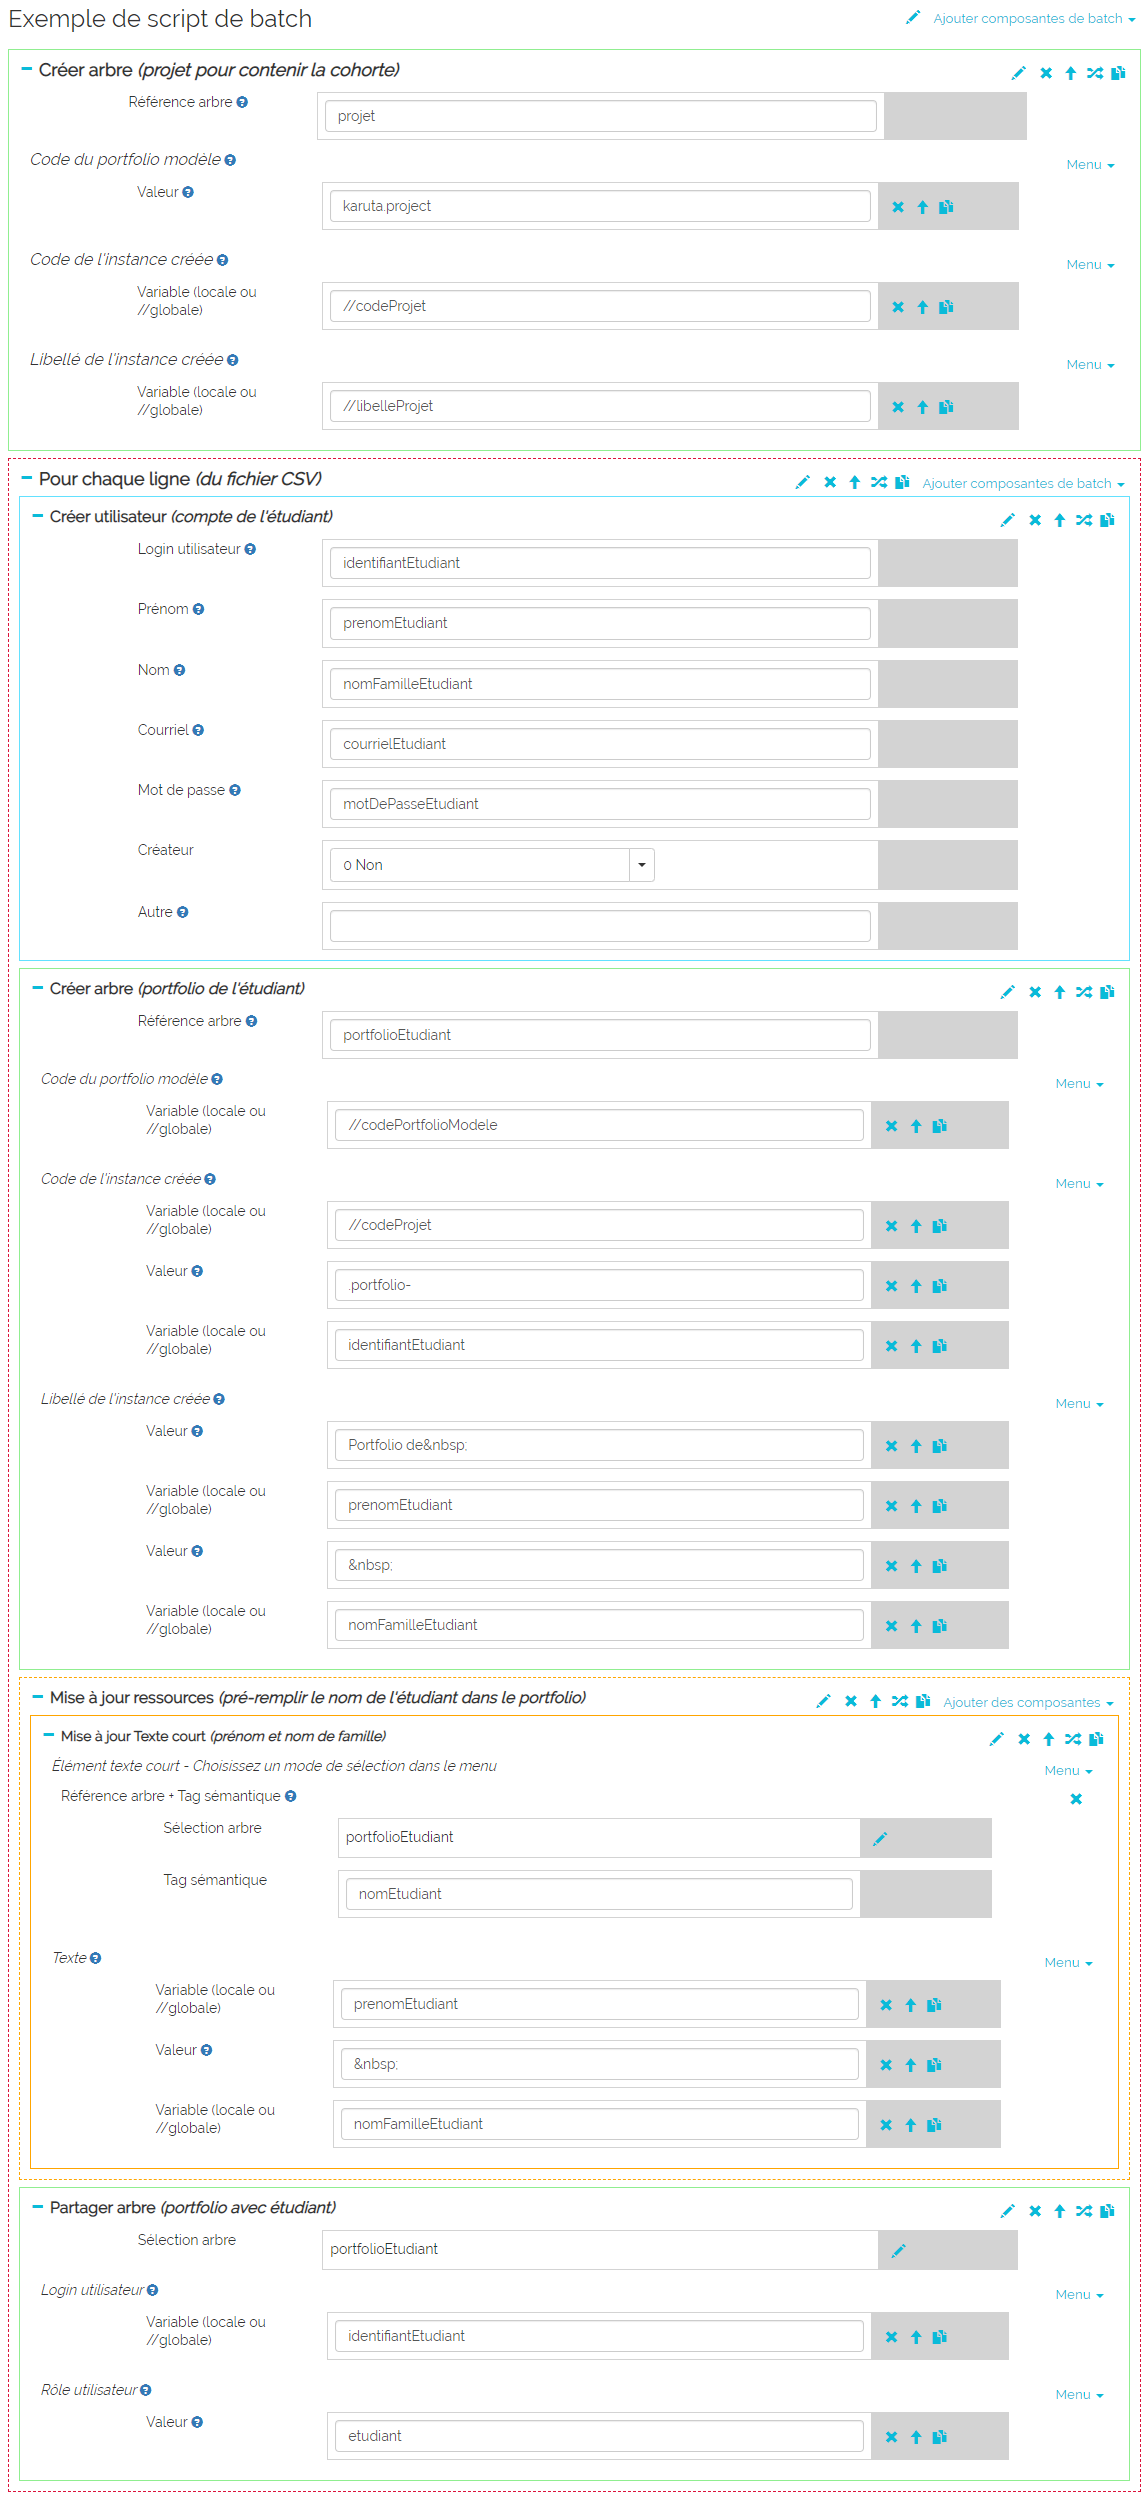 Exemple de script de batch
Ajouter composantes de batch
Créer arbre (projet pour contenir la cohorte)
Référence arbre
projet
Code du portfolio modèle
Menu
Valeur
karuta.project
Code de l'instance créée
Menu
Variable (locale ou
//globale)
//codeProjet
Libellé de l'instance créée
Menu
Variable (locale ou
//globale)
//libelleProjet
Pour chaque ligne (du fichier CSV)
Ajouter composantes de batch
Créer utilisateur (compte de l'étudiant)
Login utilisateur
identifiantEtudiant
Prénom
prenomEtudiant
Nom
nomFamilleEtudiant
Courriel
courrielEtudiant
Mot de passe
motDePasseEtudiant
Créateur
0 Non
Autre
Créer arbre (portfolio de l'étudiant)
Référence arbre
portfolioEtudiant
Code du portfolio modèle
Menu
Variable (locale ou
//globale)
//codePortfolioModele
Code de l'instance créée
Menu
Variable (locale ou
//globale)
//codeProjet
Valeur
.portfolio-
Variable (locale ou
//globale)
identifiantEtudiant
Libellé de l'instance créée
Menu
Valeur
Portfolio de&nbsp;
Variable (locale ou
//globale)
prenomEtudiant
Valeur
&nbsp;
Variable (locale ou
//globale)
nomFamilleEtudiant
Mise à jour ressources (pré-remplir le nom de l'étudiant dans le portfolio)
Ajouter des composantes
Mise à jour Texte court (prénom et nom de famille)
Élément texte court - Choisissez un mode de sélection dans le menu
Menu
Référence arbre + Tag sémantique
Sélection arbre
portfolioEtudiant
Tag sémantique
nomEtudiant
Texte
Menu
Variable (locale ou
//globale)
prenomEtudiant
Valeur
&nbsp;
Variable (locale ou
//globale)
nomFamilleEtudiant
Partager arbre (portfolio avec étudiant)
Sélection arbre
portfolioEtudiant
Login utilisateur
Menu
Variable (locale ou
//globale)
identifiantEtudiant
Rôle utilisateur
Menu
Valeur
etudiant